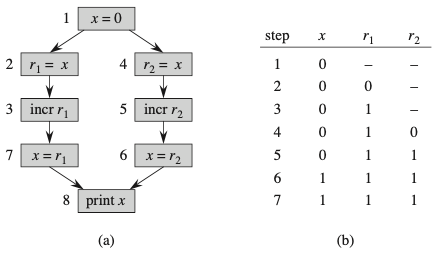 1 x = 0
2 r₁ = x 4 r₂ = x
3 incr r₁ 5 incr r₂
7 x = r₁ 6 x = r₂
8 print x
(a)
step x r₁ r₂
1 0 – –
2 0 0 –
3 0 1 –
4 0 1 0
5 0 1 1
6 1 1 1
7 1 1 1
(b)